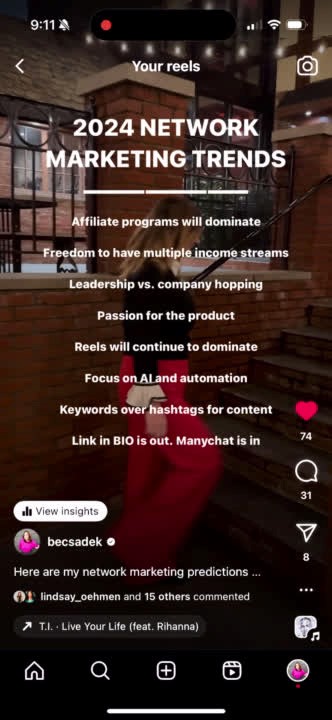 9:11
Your reels
2024 NETWORK
MARKETING TRENDS
Affiliate programs will dominate
Freedom to have multiple income streams
Leadership vs. company hopping
Passion for the product
Reels will continue to dominate
Focus on AI and automation
Keywords over hashtags for content
Link in BIO is out. Manychat is in
74
31
8
View insights
becsadek
Here are my network marketing predictions ...
lindsay_oehmen and 15 others commented
T.I. · Live Your Life (feat. Rihanna)